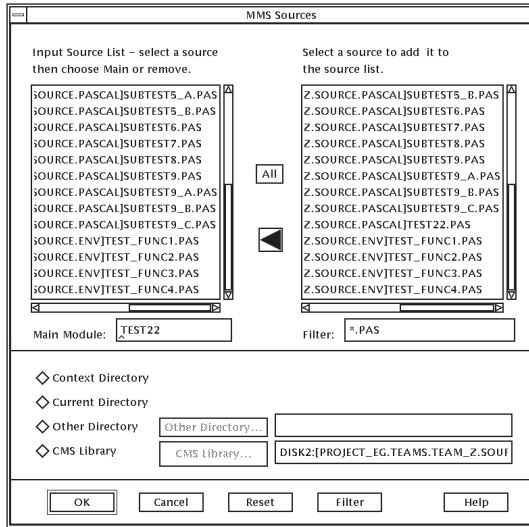 MMS Sources
Input Source List – select a source
then choose Main or remove.
SOURCE.PASCAL]SUBTEST5_A.PAS
SOURCE.PASCAL]SUBTEST5_B.PAS
SOURCE.PASCAL]SUBTEST6.PAS
SOURCE.PASCAL]SUBTEST7.PAS
SOURCE.PASCAL]SUBTEST8.PAS
SOURCE.PASCAL]SUBTEST9.PAS
SOURCE.PASCAL]SUBTEST9_A.PAS
SOURCE.PASCAL]SUBTEST9_B.PAS
SOURCE.PASCAL]SUBTEST9_C.PAS
SOURCE.ENV]TEST_FUNC1.PAS
SOURCE.ENV]TEST_FUNC2.PAS
SOURCE.ENV]TEST_FUNC3.PAS
SOURCE.ENV]TEST_FUNC4.PAS
Main Module: TEST22
All
Select a source to add it to
the source list.
Z.SOURCE.PASCAL]SUBTEST5_B.PAS
Z.SOURCE.PASCAL]SUBTEST6.PAS
Z.SOURCE.PASCAL]SUBTEST7.PAS
Z.SOURCE.PASCAL]SUBTEST8.PAS
Z.SOURCE.PASCAL]SUBTEST9.PAS
Z.SOURCE.PASCAL]SUBTEST9_A.PAS
Z.SOURCE.PASCAL]SUBTEST9_B.PAS
Z.SOURCE.PASCAL]SUBTEST9_C.PAS
Z.SOURCE.PASCAL]TEST22.PAS
Z.SOURCE.ENV]TEST_FUNC1.PAS
Z.SOURCE.ENV]TEST_FUNC2.PAS
Z.SOURCE.ENV]TEST_FUNC3.PAS
Z.SOURCE.ENV]TEST_FUNC4.PAS
Filter: *.PAS
Context Directory
Current Directory
Other Directory Other Directory...
CMS Library CMS Library... DISK2:[PROJECT_EG.TEAMS.TEAM_Z.SOUR
OK Cancel Reset Filter Help